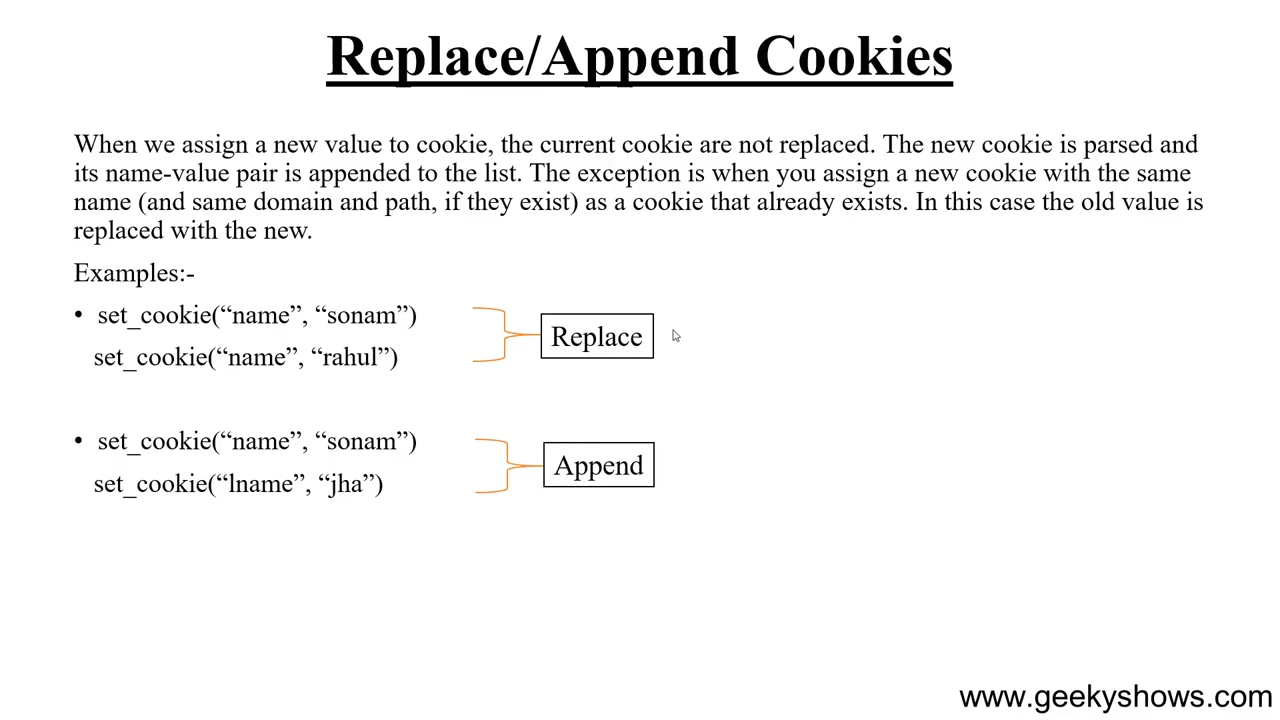 Replace/Append Cookies
When we assign a new value to cookie, the current cookie are not replaced. The new cookie is parsed and
its name-value pair is appended to the list. The exception is when you assign a new cookie with the same
name (and same domain and path, if they exist) as a cookie that already exists. In this case the old value is
replaced with the new.
Examples:-
• set_cookie(“name”, “sonam”)
Replace
set_cookie(“name”, “rahul”)
• set_cookie(“name”, “sonam”)
Append
set_cookie(“lname”, “jha”)
www.geekyshows.com